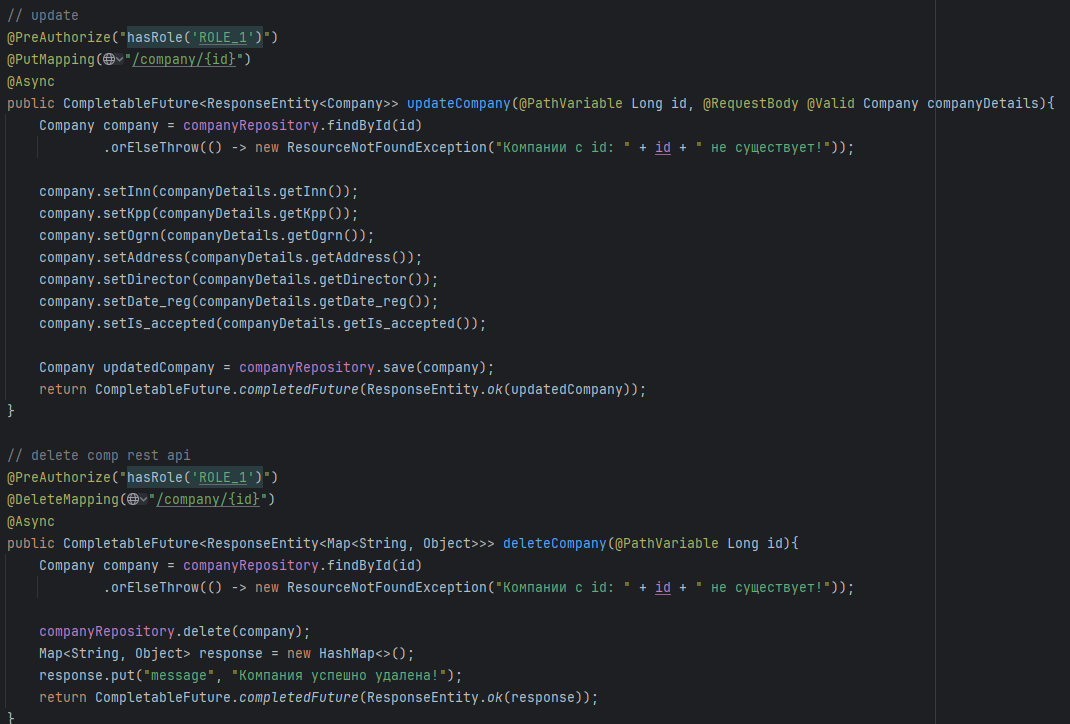 // update
@PreAuthorize("hasRole('ROLE_1')")
@PutMapping("/company/{id}")
@Async
public CompletableFuture<ResponseEntity<Company>> updateCompany(@PathVariable Long id, @RequestBody @Valid Company companyDetails){
    Company company = companyRepository.findById(id)
            .orElseThrow(() -> new ResourceNotFoundException("Компании с id: " + id + " не существует!"));

    company.setInn(companyDetails.getInn());
    company.setKpp(companyDetails.getKpp());
    company.setOgrn(companyDetails.getOgrn());
    company.setAddress(companyDetails.getAddress());
    company.setDirector(companyDetails.getDirector());
    company.setDate_reg(companyDetails.getDate_reg());
    company.setIs_accepted(companyDetails.getIs_accepted());

    Company updatedCompany = companyRepository.save(company);
    return CompletableFuture.completedFuture(ResponseEntity.ok(updatedCompany));
}

// delete comp rest api
@PreAuthorize("hasRole('ROLE_1')")
@DeleteMapping("/company/{id}")
@Async
public CompletableFuture<ResponseEntity<Map<String, Object>>> deleteCompany(@PathVariable Long id){
    Company company = companyRepository.findById(id)
            .orElseThrow(() -> new ResourceNotFoundException("Компании с id: " + id + " не существует!"));

    companyRepository.delete(company);
    Map<String, Object> response = new HashMap<>();
    response.put("message", "Компания успешно удалена!");
    return CompletableFuture.completedFuture(ResponseEntity.ok(response));
}